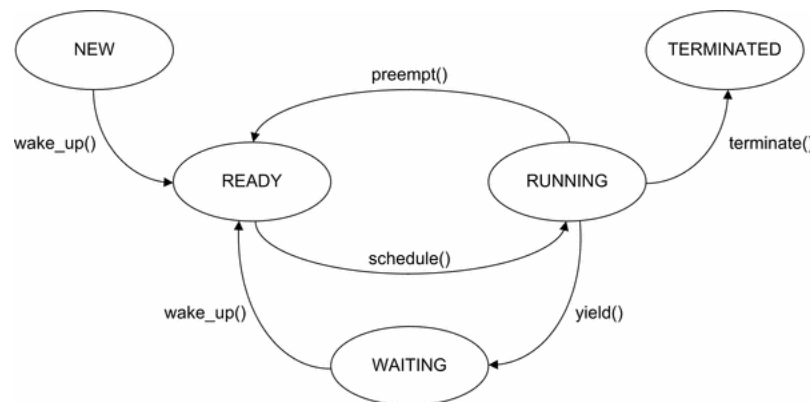 NEW
TERMINATED
preempt()
wake_up()
terminate()
READY
RUNNING
schedule()
wake_up()
yield()
WAITING